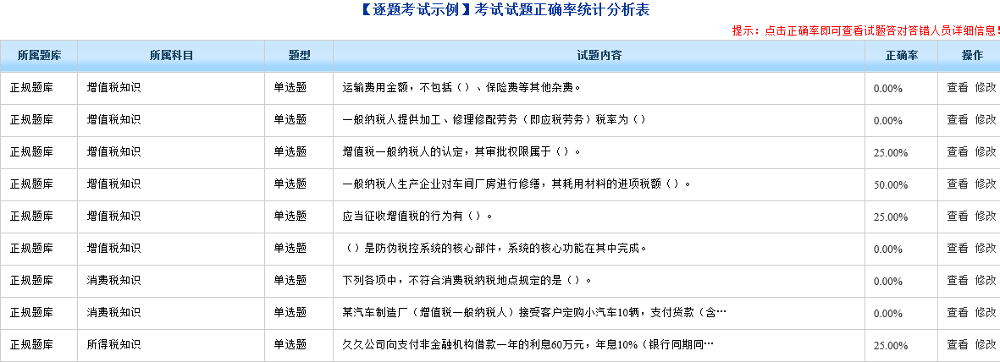 【逐题考试示例】考试试题正确率统计分析表
提示：点击正确率即可查看试题答对答错人员详细信息!
所属题库 所属科目 题型 试题内容 正确率 操作
正规题库 增值税知识 单选题 运输费用金额，不包括（）、保险费等其他杂费。 0.00% 查看 修改
正规题库 增值税知识 单选题 一般纳税人提供加工、修理修配劳务（即应税劳务）税率为（） 0.00% 查看 修改
正规题库 增值税知识 单选题 增值税一般纳税人的认定，其审批权限属于（）。 25.00% 查看 修改
正规题库 增值税知识 单选题 一般纳税人生产企业对车间厂房进行修缮，其耗用材料的进项税额（）。 50.00% 查看 修改
正规题库 增值税知识 单选题 应当征收增值税的行为有（）。 25.00% 查看 修改
正规题库 增值税知识 单选题 （）是防伪税控系统的核心部件，系统的核心功能在其中完成。 0.00% 查看 修改
正规题库 消费税知识 单选题 下列各项中，不符合消费税纳税地点规定的是（）。 0.00% 查看 修改
正规题库 消费税知识 单选题 某汽车制造厂（增值税一般纳税人）接受客户定购小汽车10辆，支付货款（含… 0.00% 查看 修改
正规题库 所得税知识 单选题 久久公司向支付非金融机构借款一年的利息60万元，年息10%（银行同期同… 25.00% 查看 修改